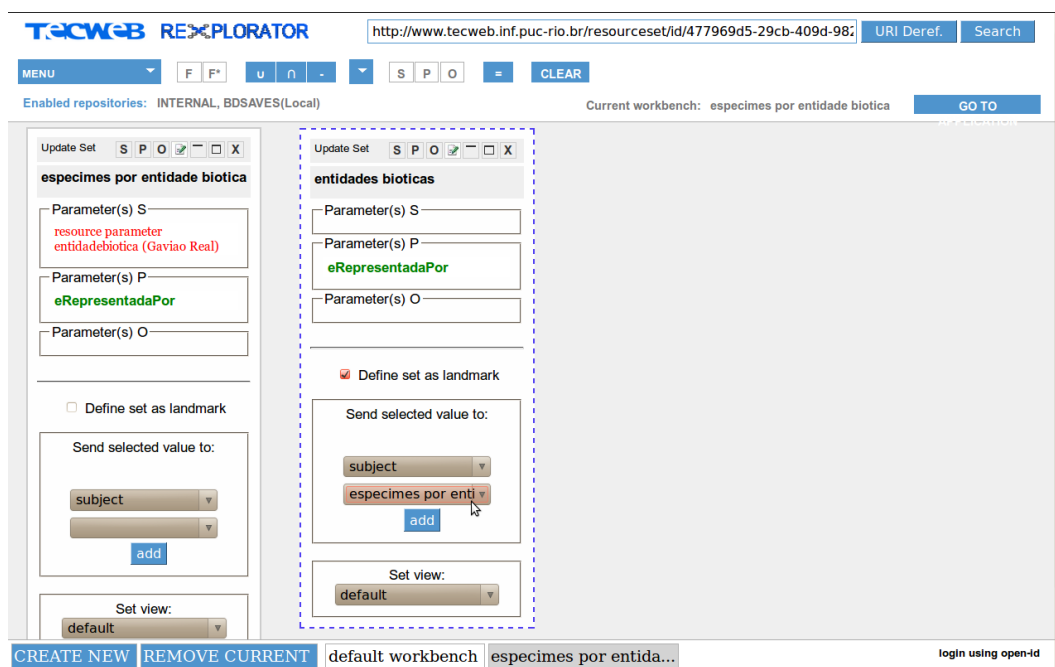 TECWEB REXPLORATOR http://www.tecweb.inf.puc-rio.br/resourceset/id/477969d5-29cb-409d-982 URI Deref. Search
MENU F F* ∪ ∩ - S P O = CLEAR
Enabled repositories: INTERNAL, BDSAVES(Local) Current workbench: especimes por entidade biotica GO TO
APPLICATION
Update Set S P O X
especimes por entidade biotica
Parameter(s) S
resource parameter
entidadebiotica (Gaviao Real)
Parameter(s) P
eRepresentadaPor
Parameter(s) O
Define set as landmark
Send selected value to:
subject
add
Set view:
default
Update Set S P O X
entidades bioticas
Parameter(s) S
Parameter(s) P
eRepresentadaPor
Parameter(s) O
Define set as landmark
Send selected value to:
subject
especimes por enti
add
Set view:
default
CREATE NEW REMOVE CURRENT default workbench especimes por entida... login using open-id